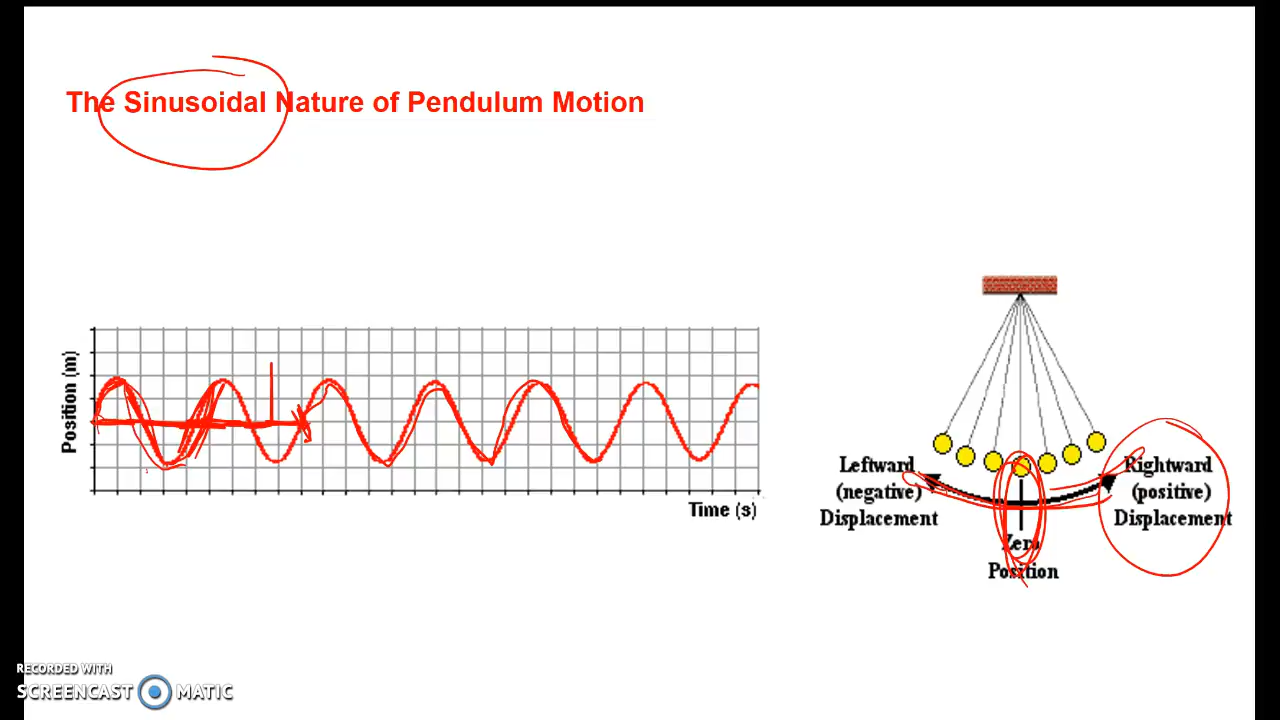 The Sinusoidal Nature of Pendulum Motion
Position (m)
Time (s)
Leftward
(negative)
Displacement
Zero
Position
Rightward
(positive)
Displacement
RECORDED WITH
SCREENCAST MATIC